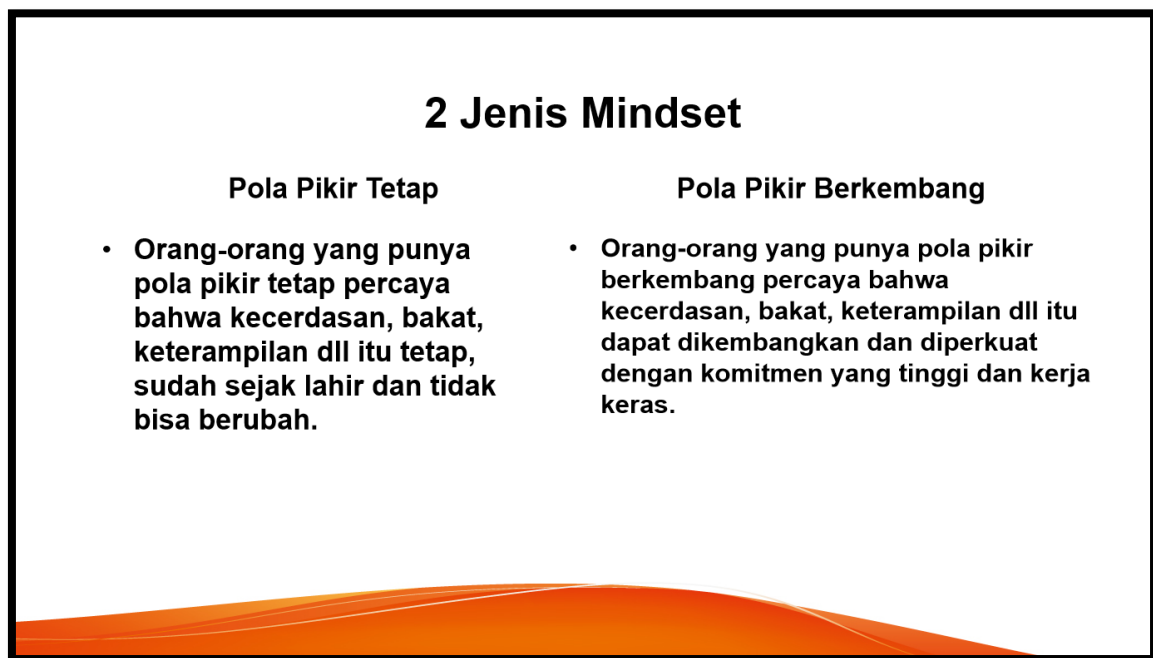 2 Jenis Mindset
Pola Pikir Tetap
• Orang-orang yang punya
pola pikir tetap percaya
bahwa kecerdasan, bakat,
keterampilan dll itu tetap,
sudah sejak lahir dan tidak
bisa berubah.
Pola Pikir Berkembang
• Orang-orang yang punya pola pikir
berkembang percaya bahwa
kecerdasan, bakat, keterampilan dll itu
dapat dikembangkan dan diperkuat
dengan komitmen yang tinggi dan kerja
keras.